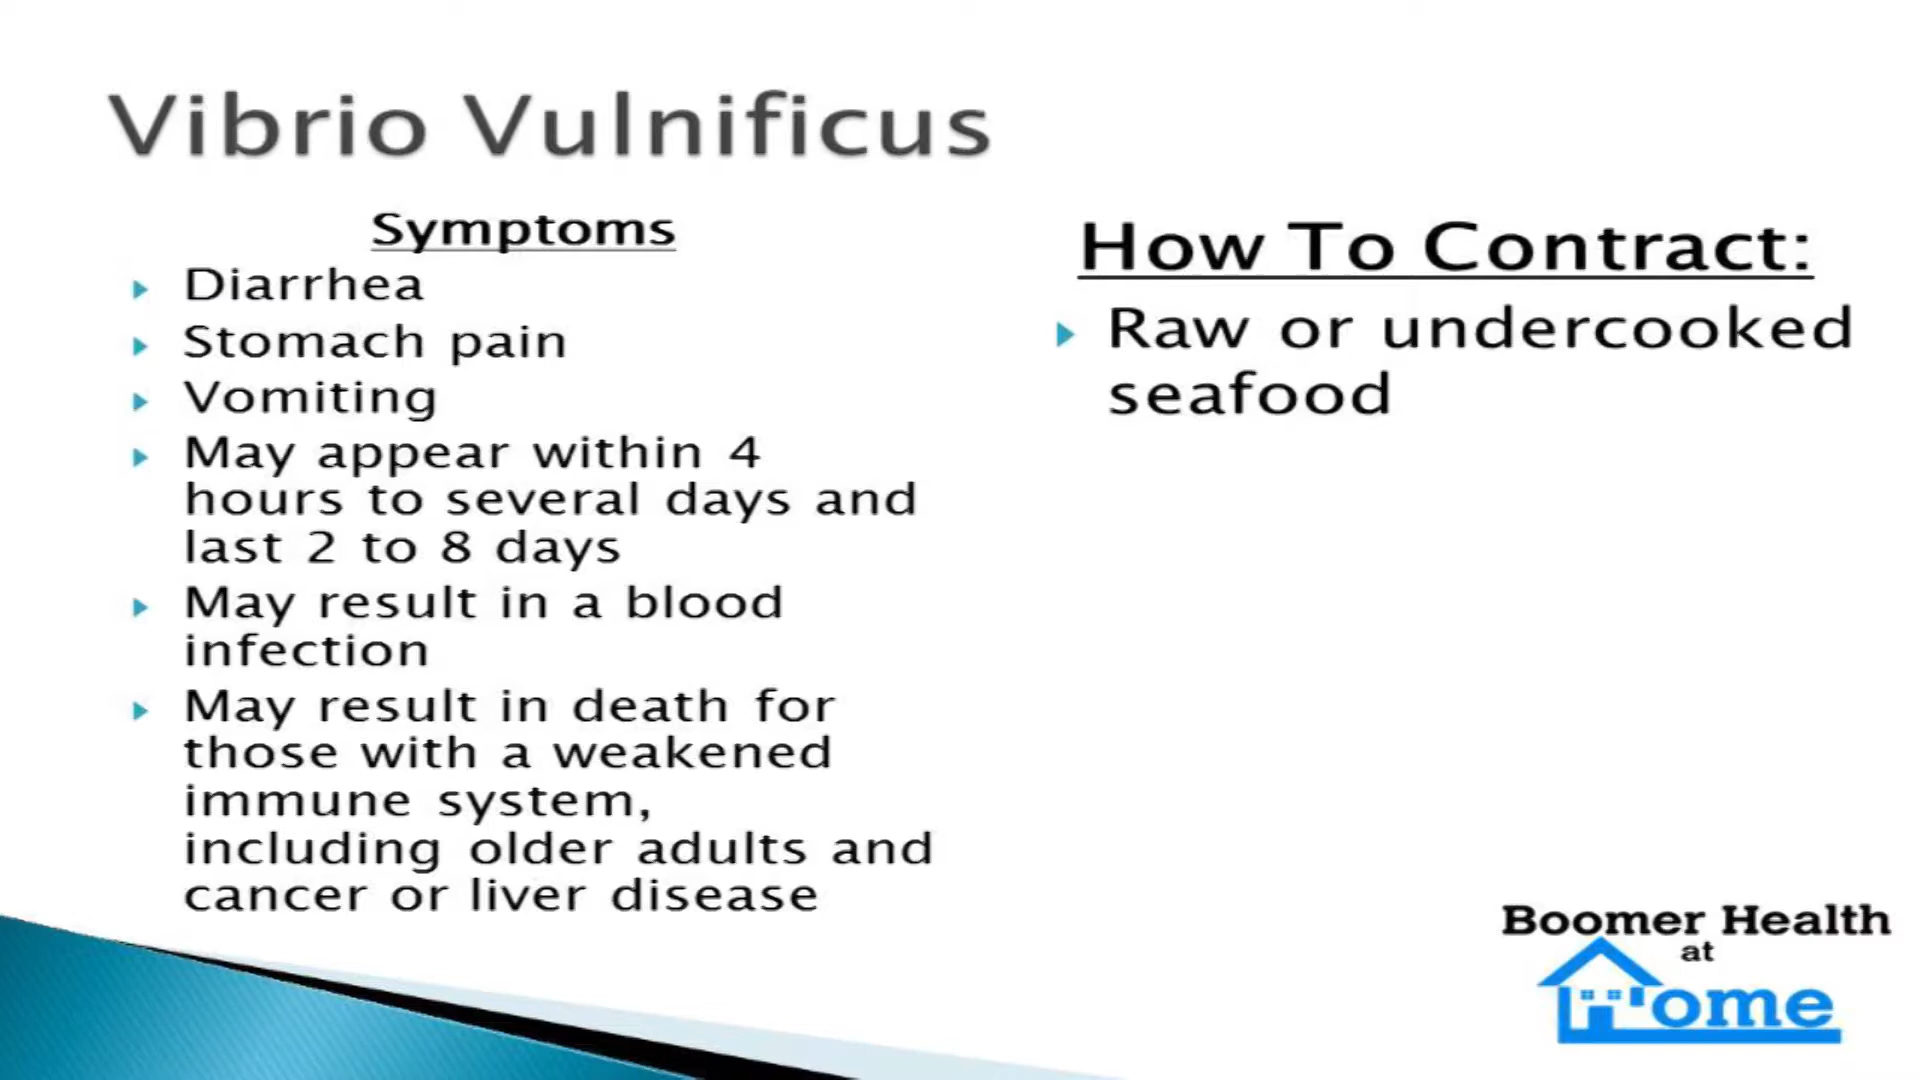 Vibrio Vulnificus
Symptoms
Diarrhea
Stomach pain
Vomiting
May appear within 4
hours to several days and
last 2 to 8 days
May result in a blood
infection
May result in death for
those with a weakened
immune system,
including older adults and
cancer or liver disease
How To Contract:
Raw or undercooked
seafood
Boomer Health
at
Home